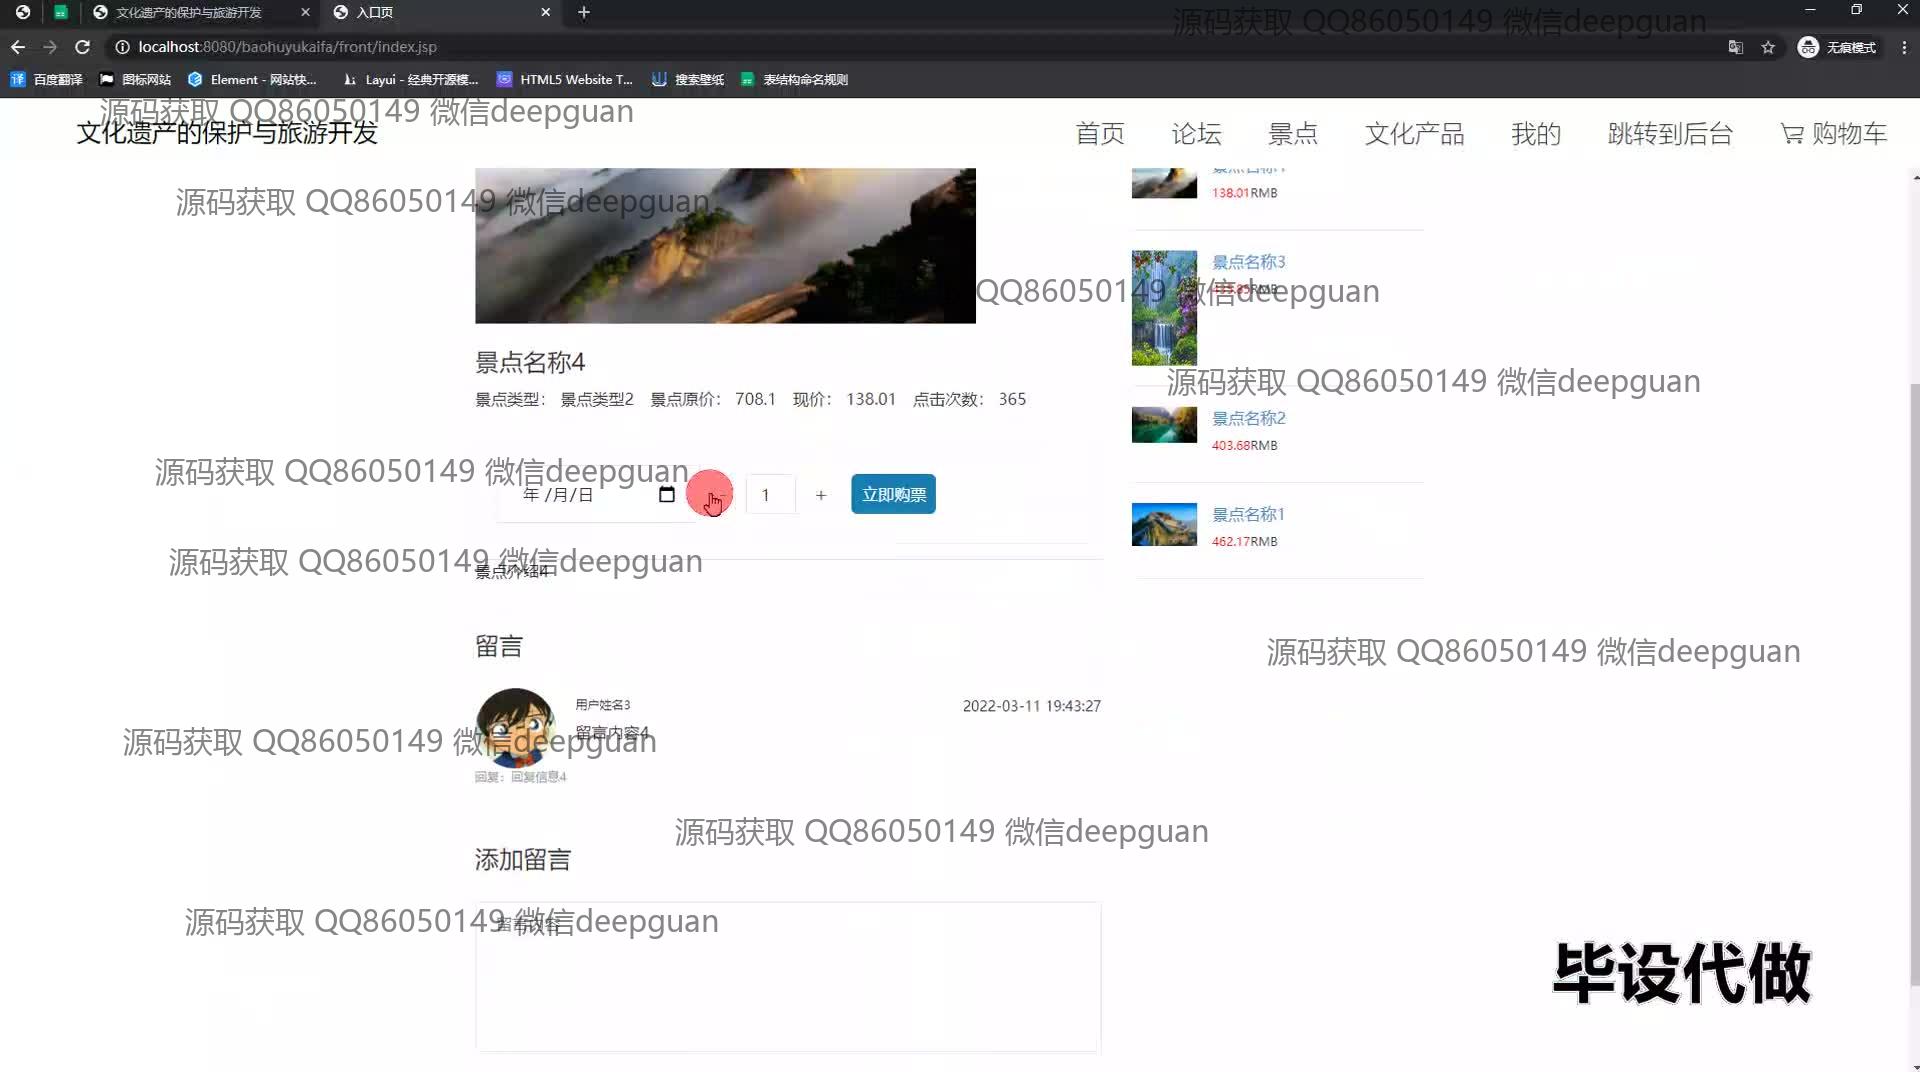 文化遗产的保护与旅游开发
入口页
localhost:8080/baohuyukaifa/front/index.jsp
无痕模式
百度翻译 图标网站 Element - 网站快... Layui - 经典开源模... HTML5 Website T... 搜索壁纸 表结构命名规则
源码获取 QQ86050149 微信deepguan
源码获取 QQ86050149 微信deepguan
文化遗产的保护与旅游开发
首页 论坛 景点 文化产品 我的 跳转到后台 购物车
138.01RMB
源码获取 QQ86050149 微信deepguan
景点名称3
QQ86050149 微信deepguan
景点名称4
景点类型： 景点类型2 景点原价： 708.1 现价： 138.01 点击次数： 365
源码获取 QQ86050149 微信deepguan
景点名称2
403.68RMB
源码获取 QQ86050149 微信deepguan
年 /月/日
1 +
立即购票
景点名称1
462.17RMB
源码获取 QQ86050149 微信deepguan
景点介绍4
留言
源码获取 QQ86050149 微信deepguan
用户姓名3
2022-03-11 19:43:27
留言内容4
源码获取 QQ86050149 微信deepguan
回复：回复信息4
源码获取 QQ86050149 微信deepguan
添加留言
源码获取 QQ86050149 微信deepguan
留言内容
毕设代做